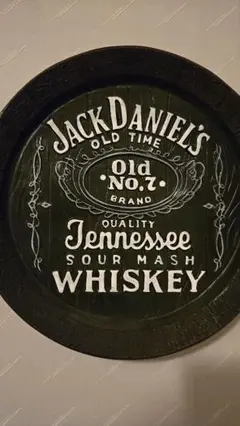 JACK DANIEL'S
OLD TIME
Old
No.7
BRAND
QUALITY
Tennessee
SOUR MASH
WHISKEY